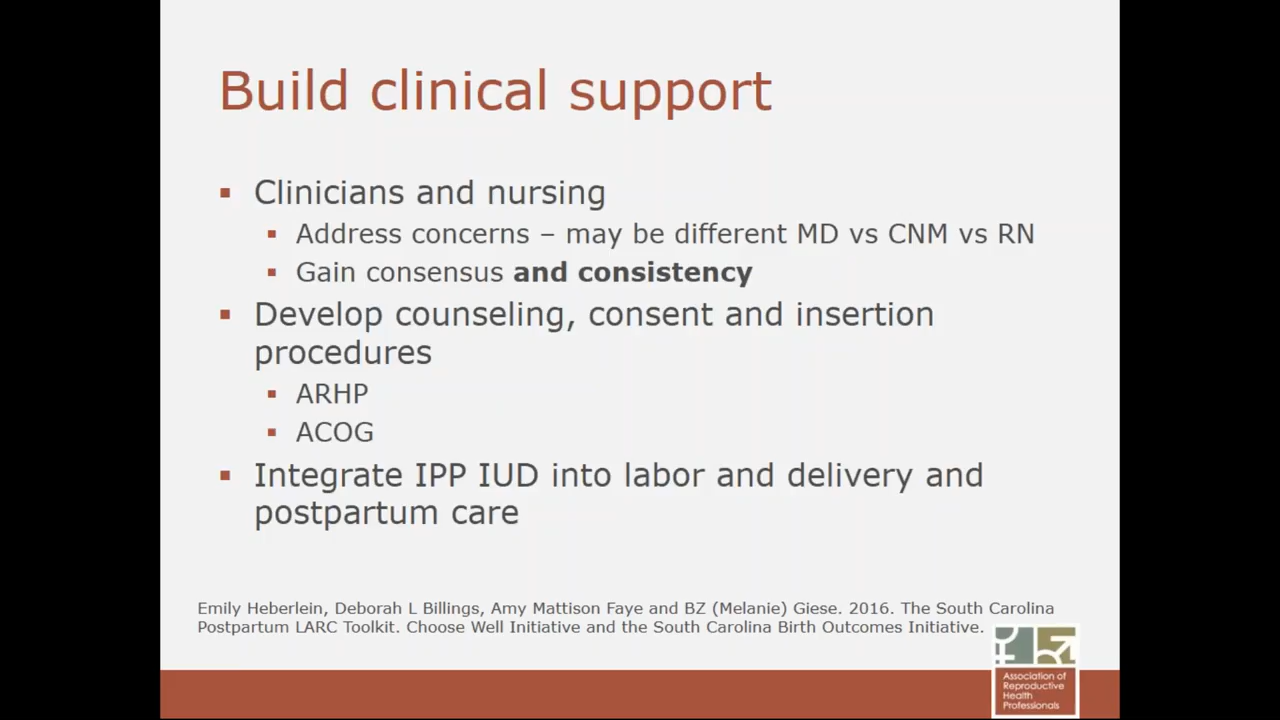 Build clinical support
▪ Clinicians and nursing
▪ Address concerns – may be different MD vs CNM vs RN
▪ Gain consensus and consistency
▪ Develop counseling, consent and insertion
procedures
▪ ARHP
▪ ACOG
▪ Integrate IPP IUD into labor and delivery and
postpartum care
Emily Heberlein, Deborah L Billings, Amy Mattison Faye and BZ (Melanie) Giese. 2016. The South Carolina
Postpartum LARC Toolkit. Choose Well Initiative and the South Carolina Birth Outcomes Initiative.
Association of
Reproductive
Health
Professionals